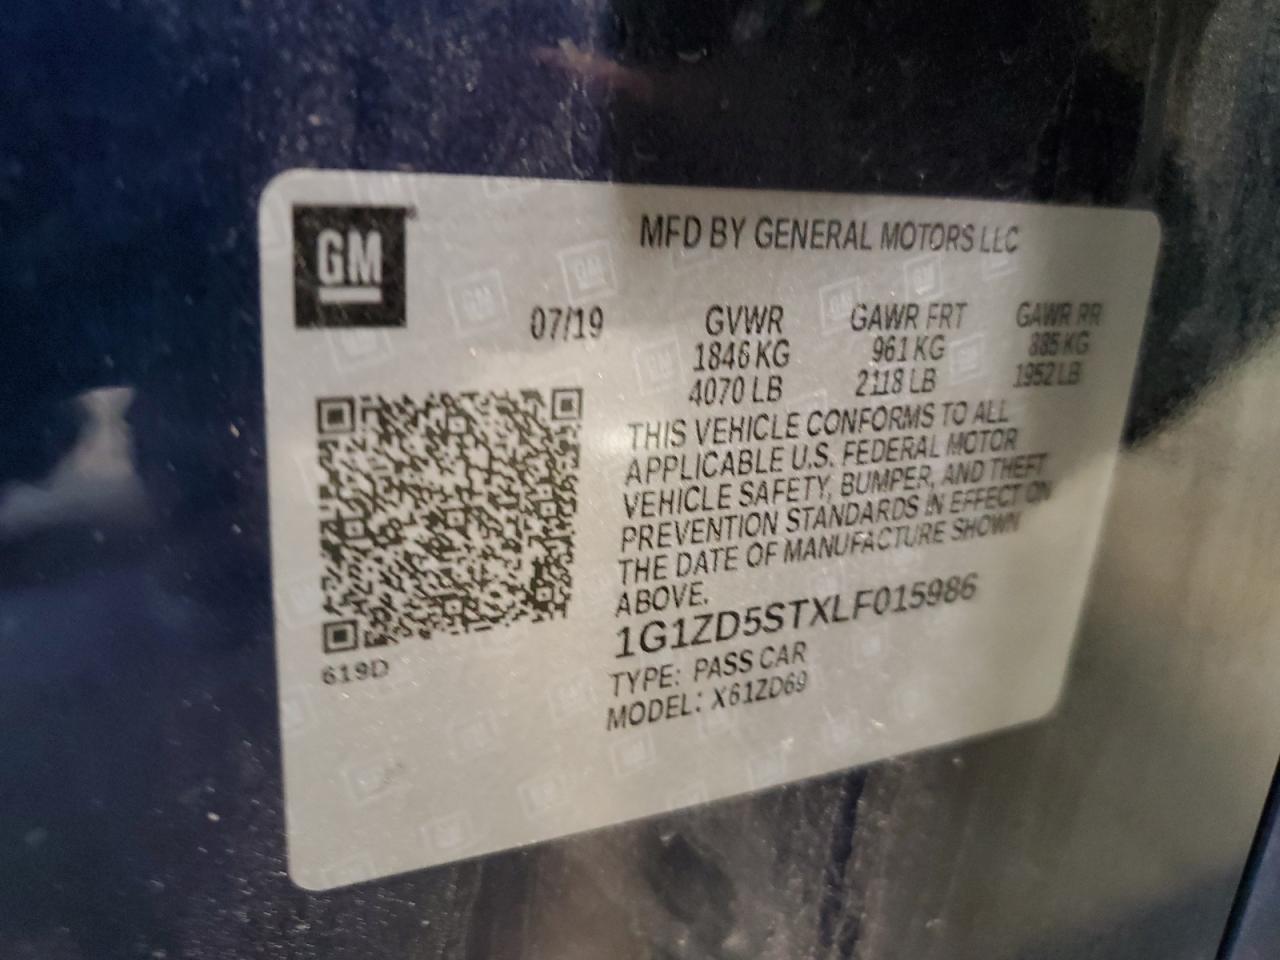 GM
MFD BY GENERAL MOTORS LLC
07/19 GVWR GAWR FRT GAWR RR
1846 KG 961 KG 885 KG
4070 LB 2118 LB 1952 LB
THIS VEHICLE CONFORMS TO ALL
APPLICABLE U.S. FEDERAL MOTOR
VEHICLE SAFETY, BUMPER, AND THEFT
PREVENTION STANDARDS IN EFFECT ON
THE DATE OF MANUFACTURE SHOWN
ABOVE.
1G1ZD5STXLF015986
TYPE: PASS CAR
MODEL: X61ZD69
619D